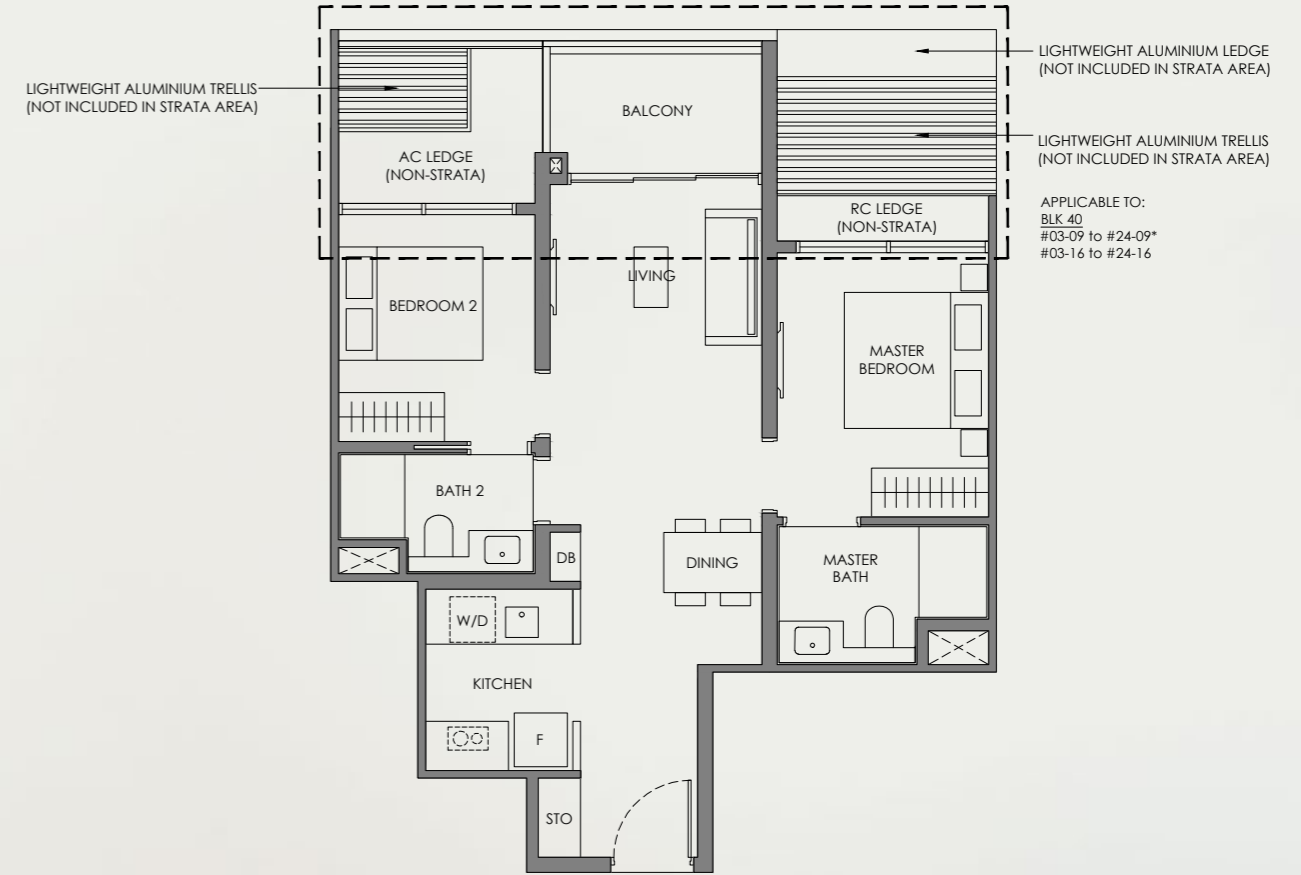 LIGHTWEIGHT ALUMINIUM LEDGE
(NOT INCLUDED IN STRATA AREA)
LIGHTWEIGHT ALUMINIUM TRELLIS
(NOT INCLUDED IN STRATA AREA)
BALCONY
LIGHTWEIGHT ALUMINIUM TRELLIS
(NOT INCLUDED IN STRATA AREA)
AC LEDGE
(NON-STRATA)
RC LEDGE
(NON-STRATA)
APPLICABLE TO:
BLK 40
#03-09 to #24-09*
#03-16 to #24-16
LIVING
BEDROOM 2
MASTER
BEDROOM
BATH 2
DB
DINING
MASTER
BATH
W/D
KITCHEN
F
STO